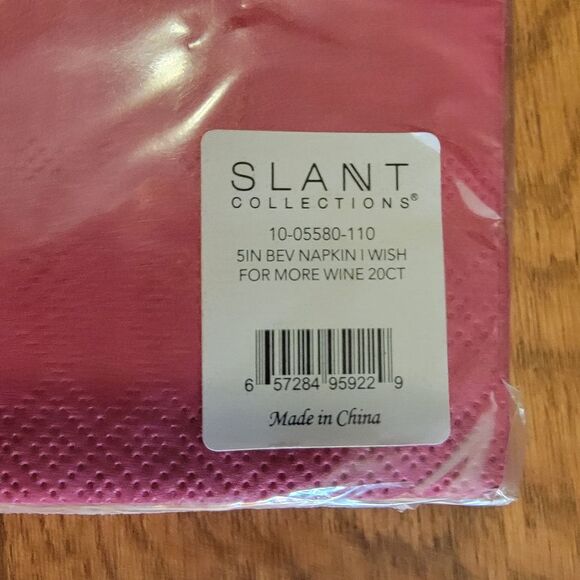 SLANT
COLLECTIONS®
10-05580-110
5IN BEV NAPKIN I WISH
FOR MORE WINE 20CT
6 57284 95922 9
Made in China